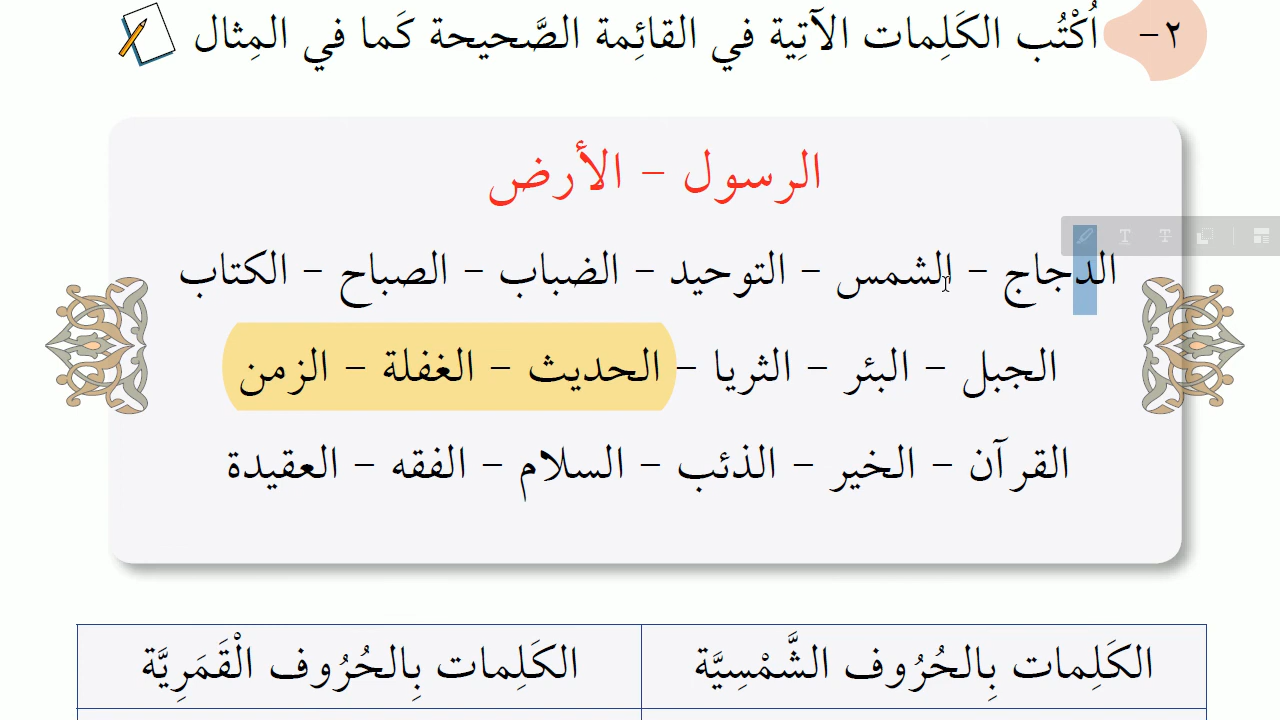 ٢- اُكْتُب الكَلِمات الآتِية في القائِمة الصَّحيحة كَما في المِثال
الرسول - الأرض
الدجاج - الشمس - التوحيد - الضباب - الصباح - الكتاب
الجبل - البئر - الثريا - الحديث - الغفلة - الزمن
القرآن - الخير - الذئب - السلام - الفقه - العقيدة
الكَلِمات بِالحُرُوف الشَّمْسِيَّة
الكَلِمات بِالحُرُوف الْقَمَرِيَّة